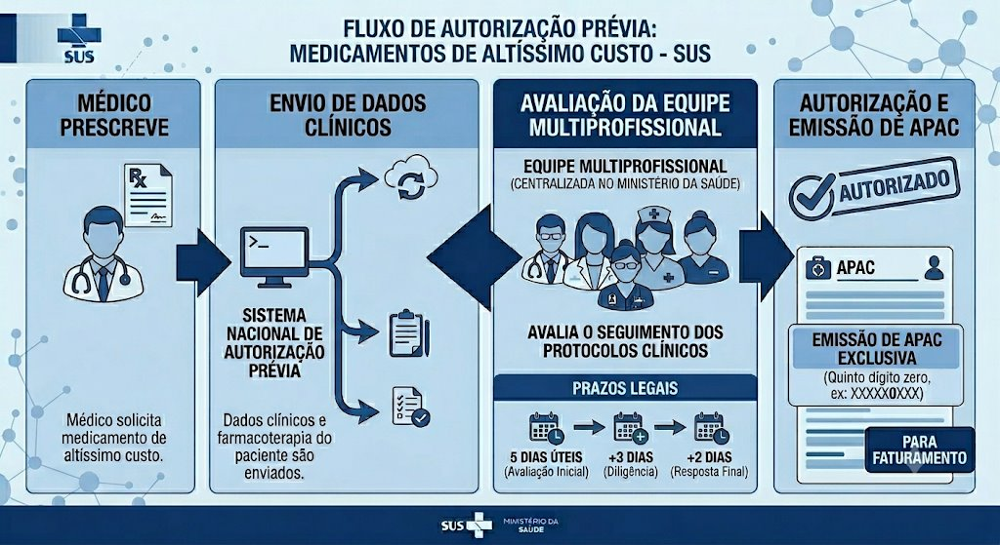 SUS
FLUXO DE AUTORIZAÇÃO PRÉVIA:
MEDICAMENTOS DE ALTÍSSIMO CUSTO - SUS
MÉDICO
PRESCREVE
Rx
Médico solicita
medicamento de
altíssimo custo.
ENVIO DE DADOS
CLÍNICOS
>_
SISTEMA
NACIONAL DE
AUTORIZAÇÃO
PRÉVIA
Dados clínicos e
farmacoterapia do
paciente são
enviados.
AVALIAÇÃO DA EQUIPE
MULTIPROFISSIONAL
EQUIPE MULTIPROFISSIONAL
(CENTRALIZADA NO MINISTÉRIO DA SAÚDE)
AVALIA O SEGUIMENTO DOS
PROTOCOLOS CLÍNICOS
PRAZOS LEGAIS
5 DIAS ÚTEIS
(Avaliação Inicial)
+3 DIAS
(Diligência)
+2 DIAS
(Resposta Final)
AUTORIZAÇÃO E
EMISSÃO DE APAC
AUTORIZADO
APAC
EMISSÃO DE APAC
EXCLUSIVA
(Quinto dígito zero,
ex: XXXXX0XXX)
PARA
FATURAMENTO
SUS
MINISTÉRIO DA
SAÚDE